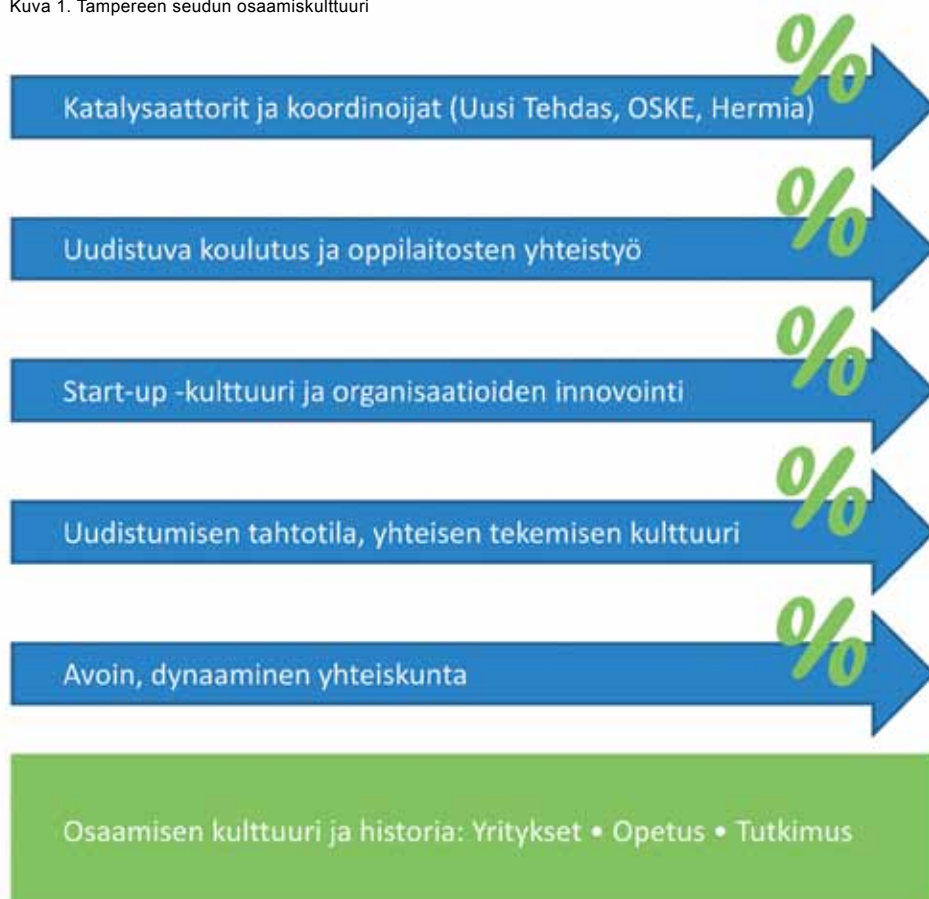 Kuva 1. Tampereen seudun osaamiskulttuuri
%
Katalysaattorit ja koordinoijat (Uusi Tehdas, OSKE, Hermia)
%
Uudistuva koulutus ja oppilaitosten yhteistyö
%
Start-up -kulttuuri ja organisaatioiden innovointi
%
Uudistumisen tahtotila, yhteisen tekemisen kulttuuri
%
Avoin, dynaaminen yhteiskunta
Osaamisen kulttuuri ja historia: Yritykset • Opetus • Tutkimus